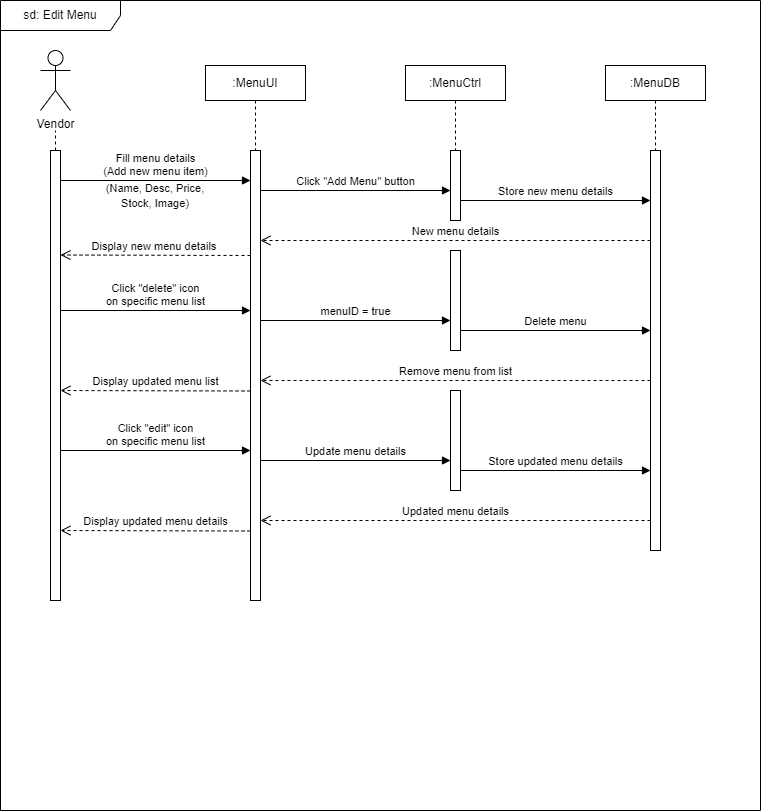 sd: Edit Menu
:MenuUI
:MenuCtrl
:MenuDB
Vendor
Fill menu details
(Add new menu item)
(Name, Desc, Price,
Stock, Image)
Click "Add Menu" button
Store new menu details
New menu details
Display new menu details
Click "delete" icon
on specific menu list
menuID = true
Delete menu
Remove menu from list
Display updated menu list
Click "edit" icon
on specific menu list
Update menu details
Store updated menu details
Updated menu details
Display updated menu details